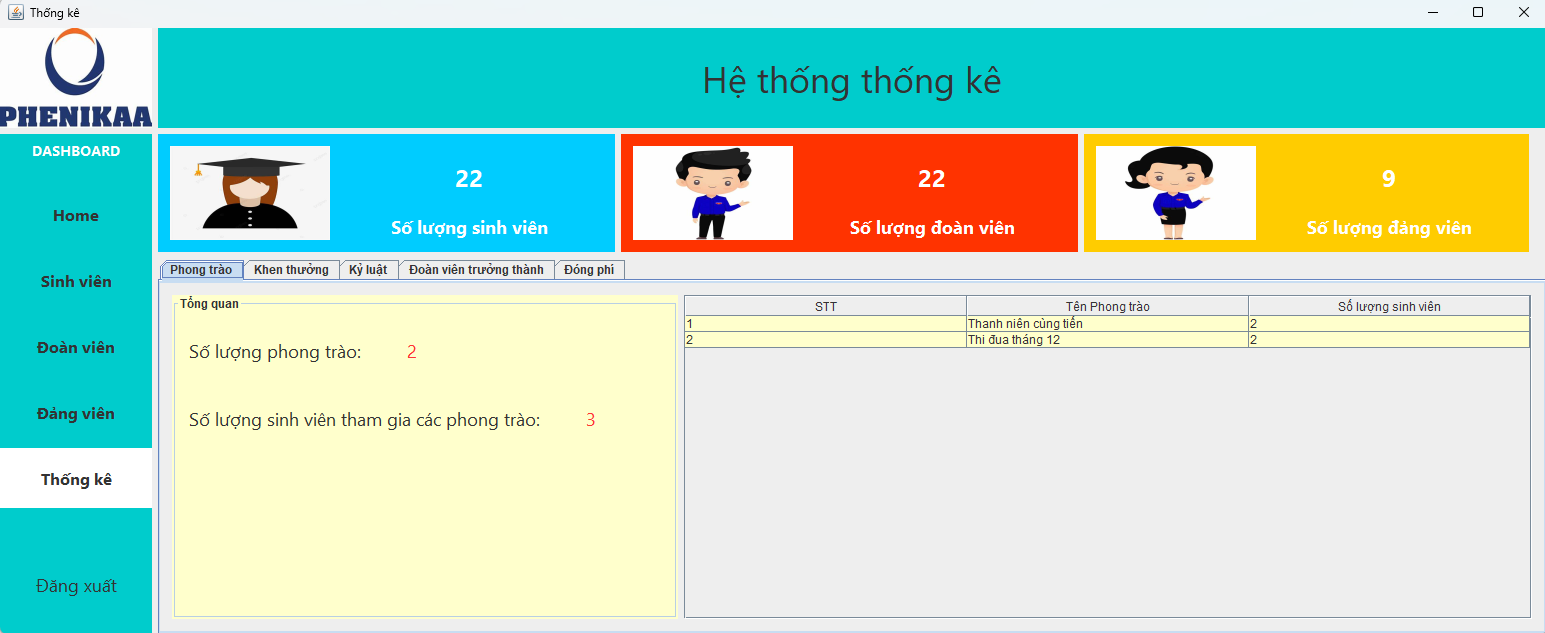 Thống kê
PHENIKAA
Hệ thống thống kê
DASHBOARD
Home
Sinh viên
Đoàn viên
Đảng viên
Thống kê
Đăng xuất
22
Số lượng sinh viên
22
Số lượng đoàn viên
9
Số lượng đảng viên
Phong trào Khen thưởng Kỷ luật Đoàn viên trưởng thành Đóng phí
Tổng quan
Số lượng phong trào: 2
Số lượng sinh viên tham gia các phong trào: 3
STT Tên Phong trào Số lượng sinh viên
1 Thanh niên cùng tiến 2
2 Thi đua tháng 12 2